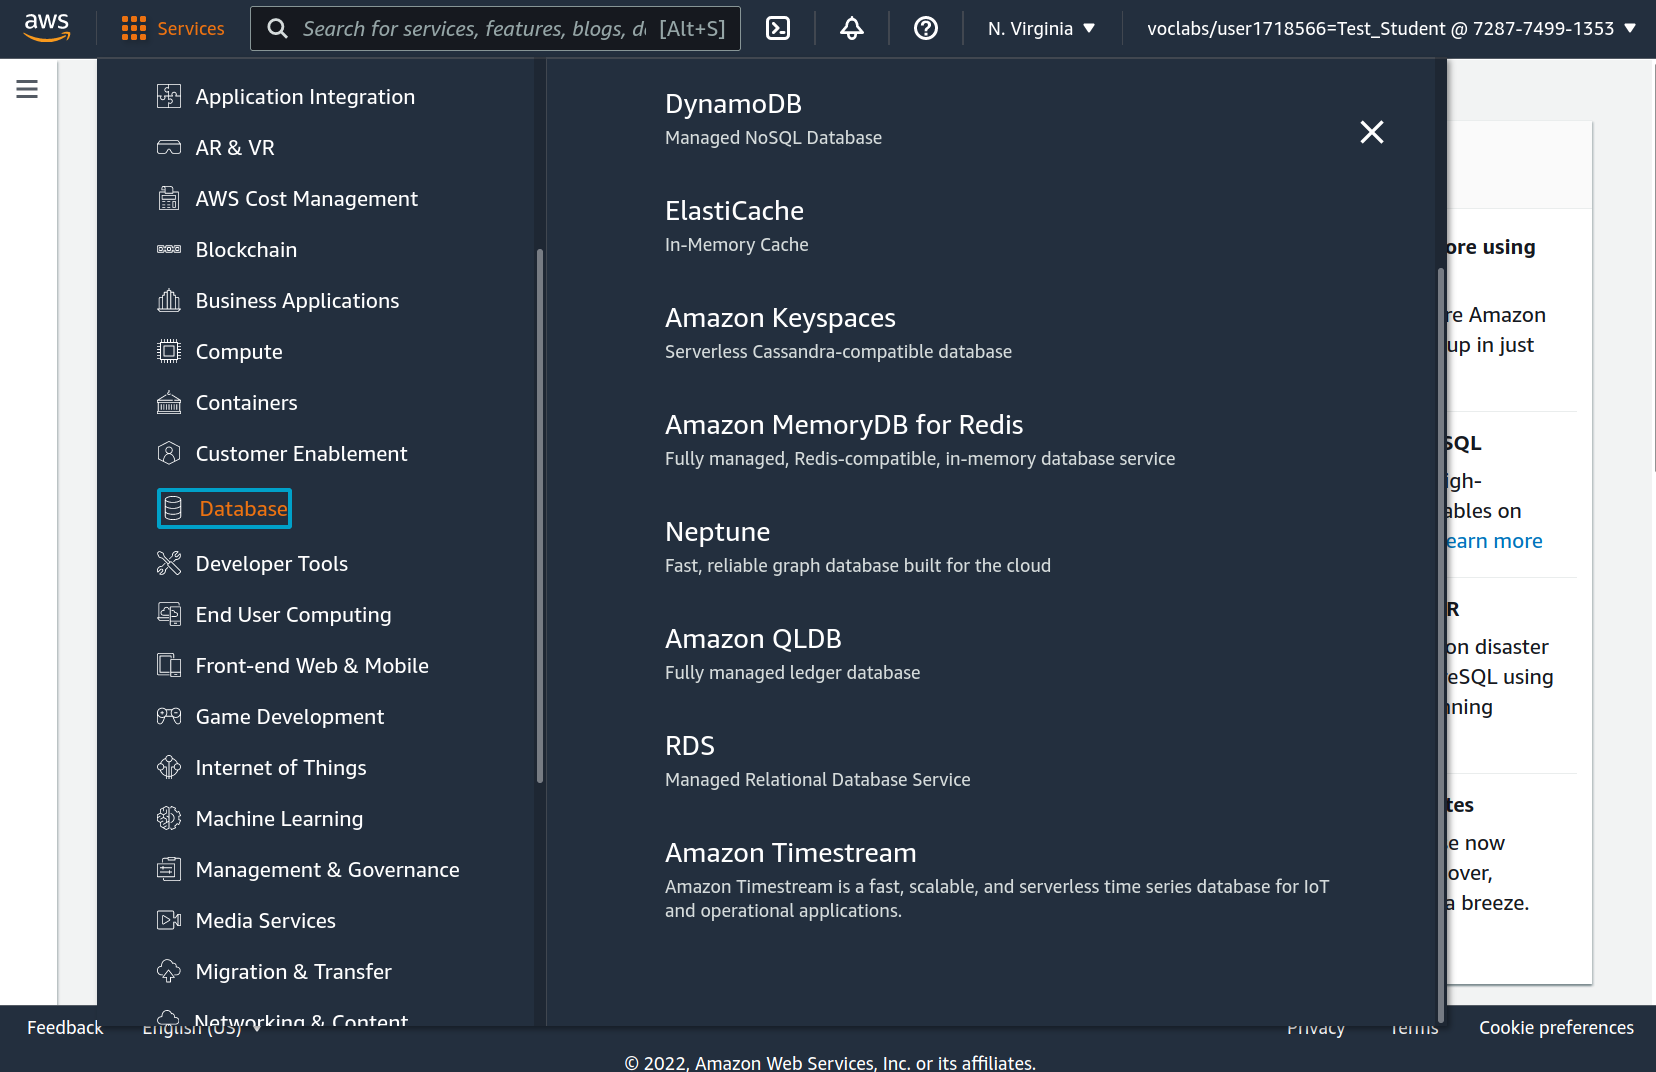 aws
Services
Search for services, features, blogs, d
[Alt+S]
N. Virginia
voclabs/user1718566=Test_Student @ 7287-7499-1353
Application Integration
AR & VR
AWS Cost Management
Blockchain
Business Applications
Compute
Containers
Customer Enablement
Database
Developer Tools
End User Computing
Front-end Web & Mobile
Game Development
Internet of Things
Machine Learning
Management & Governance
Media Services
Migration & Transfer
Networking & Content
DynamoDB
Managed NoSQL Database
ElastiCache
In-Memory Cache
Amazon Keyspaces
Serverless Cassandra-compatible database
Amazon MemoryDB for Redis
Fully managed, Redis-compatible, in-memory database service
Neptune
Fast, reliable graph database built for the cloud
Amazon QLDB
Fully managed ledger database
RDS
Managed Relational Database Service
Amazon Timestream
Amazon Timestream is a fast, scalable, and serverless time series database for IoT
and operational applications.
ore using
re Amazon
up in just
SQL
igh-
ables on
earn more
R
on disaster
eSQL using
nning
tes
e now
over,
a breeze.
Feedback
English (US)
Privacy
Terms
Cookie preferences
© 2022, Amazon Web Services, Inc. or its affiliates.